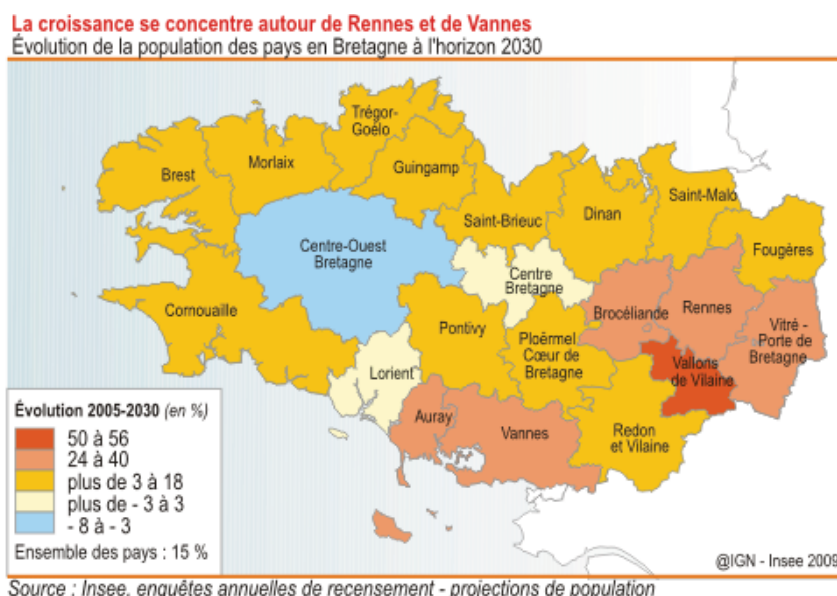 La croissance se concentre autour de Rennes et de Vannes
Évolution de la population des pays en Bretagne à l'horizon 2030
Trégor-
Goëlo
Morlaix
Guingamp
Brest
Saint-Malo
Saint-Brieuc
Dinan
Fougères
Centre-Ouest
Bretagne
Centre
Bretagne
Cornouaille
Brocéliande
Rennes
Pontivy
Ploërmel
Cœur de
Bretagne
Vitré -
Porte de
Bretagne
Vallons
de Vilaine
Lorient
Auray
Vannes
Redon
et Vilaine
Évolution 2005-2030 (en %)
50 à 56
24 à 40
plus de 3 à 18
plus de - 3 à 3
- 8 à - 3
Ensemble des pays : 15 %
@IGN - Insee 2009
Source : Insee, enquêtes annuelles de recensement - projections de population